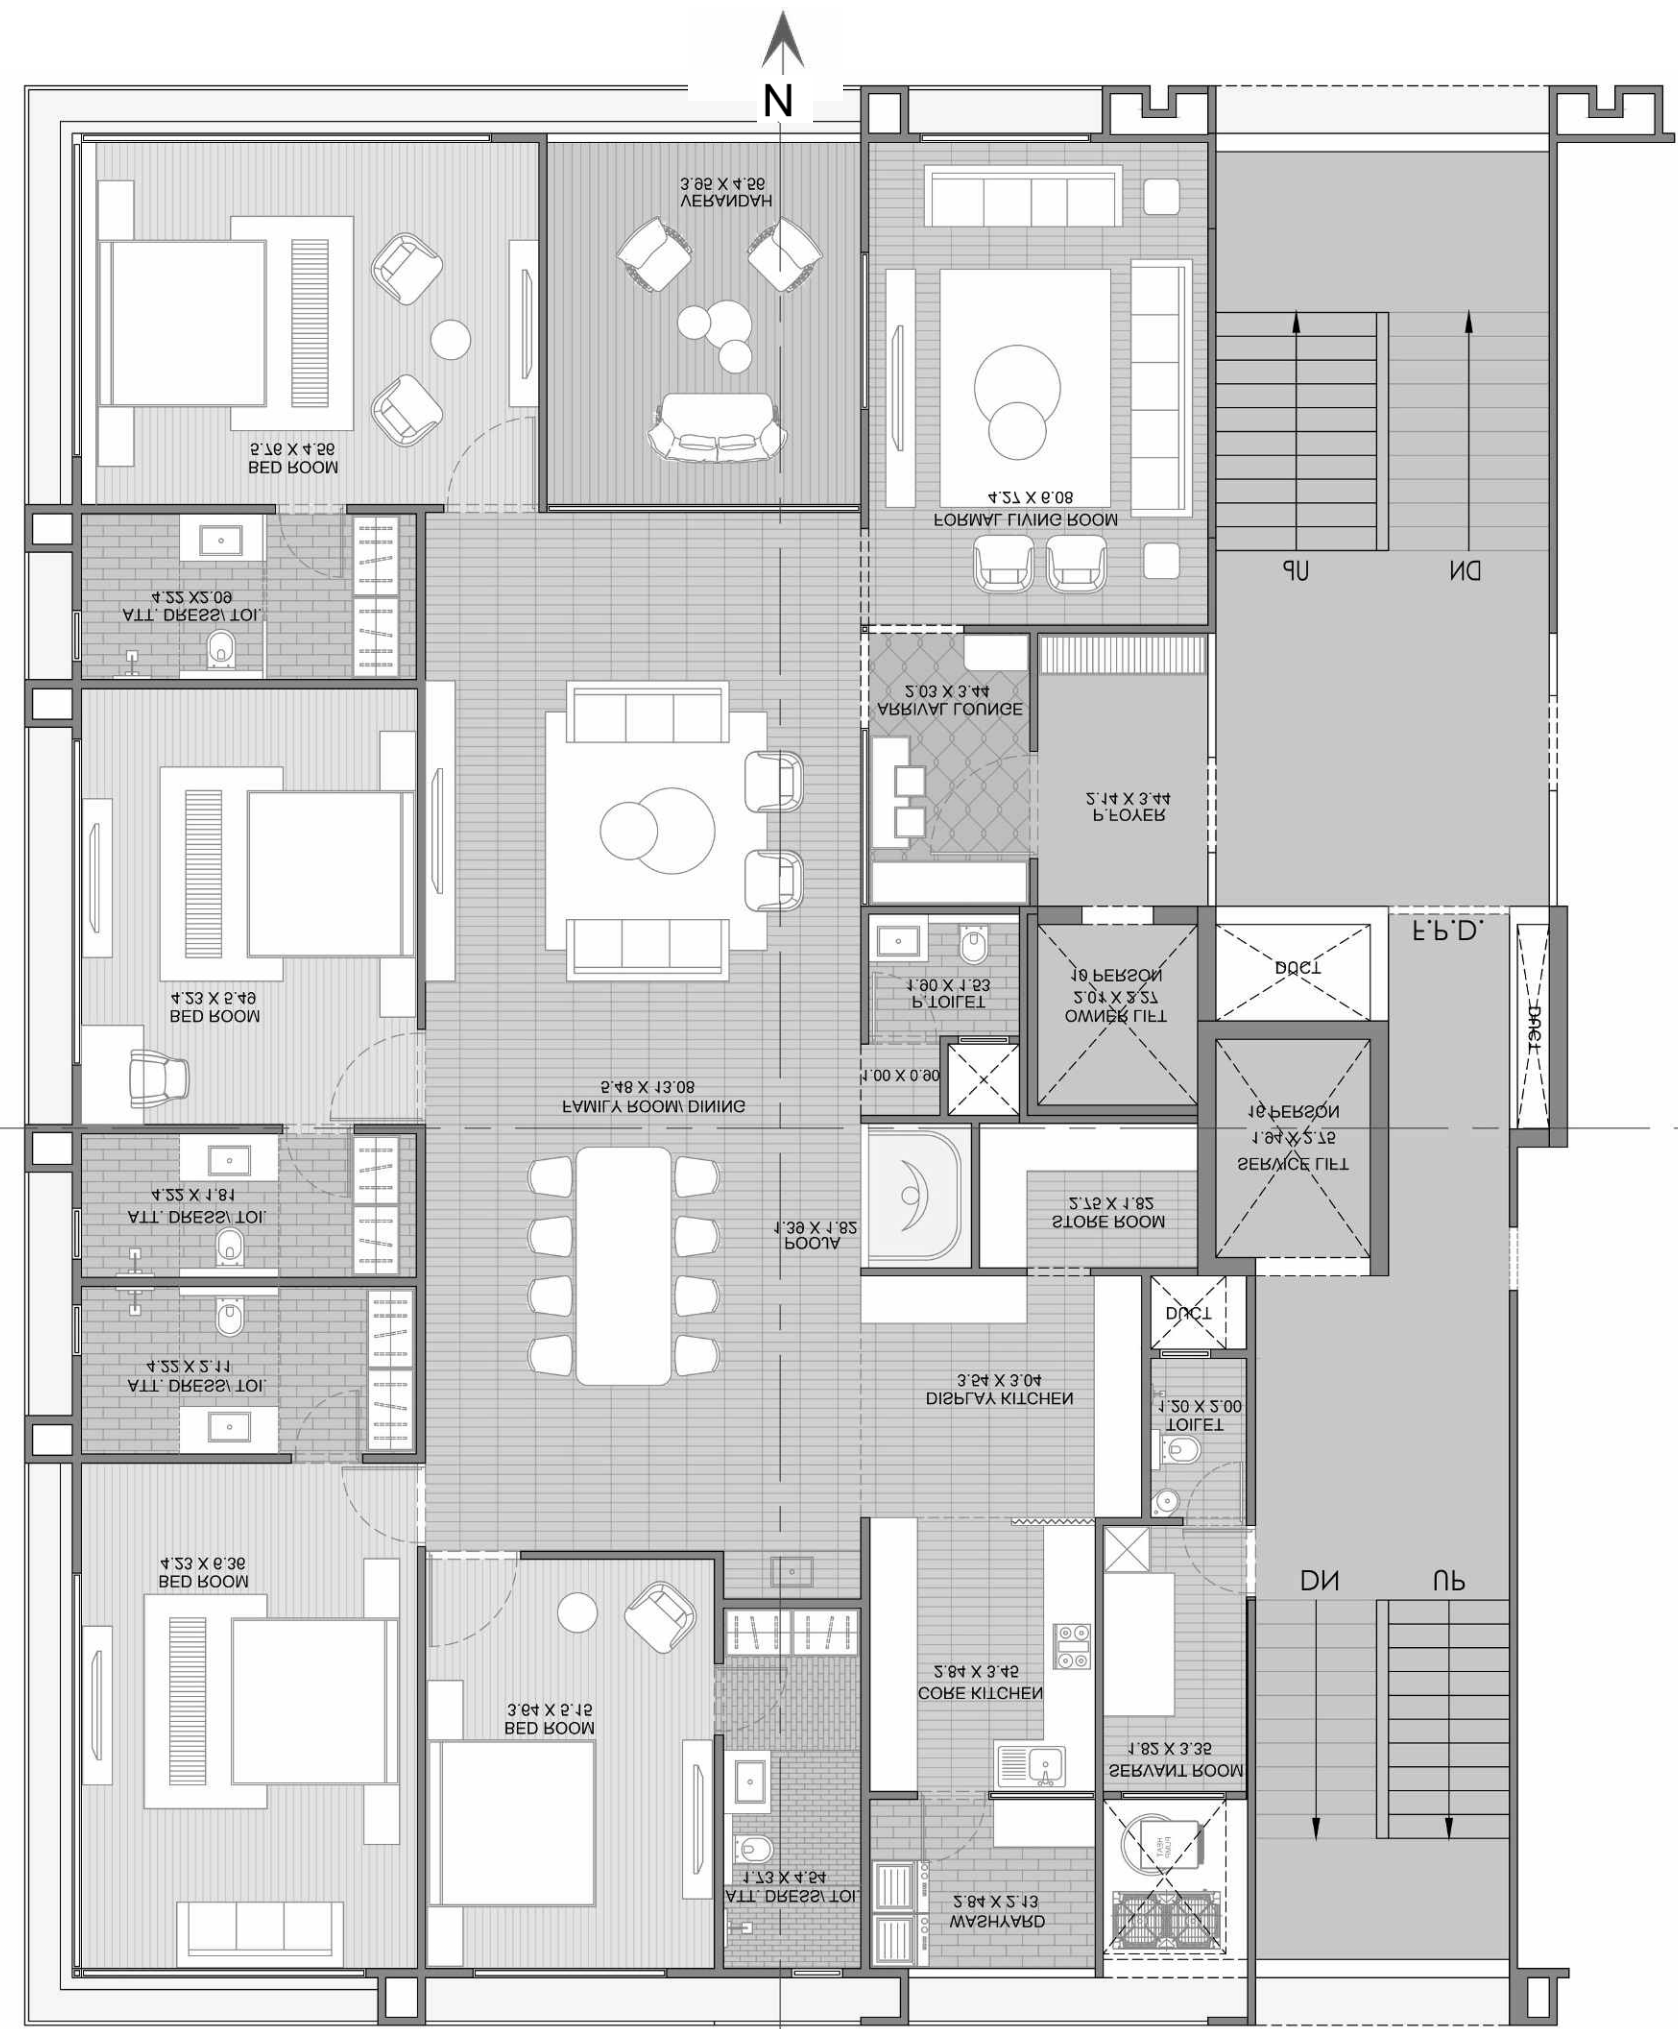 N
VERANDAH
3.95 X 4.56
BED ROOM
5.76 X 4.56
FORMAL LIVING ROOM
4.27 X 6.08
UP
DN
ATT. DRESS/ TOI.
4.22 X2.09
ARRIVAL LOUNGE
2.03 X 3.44
P.FOYER
2.14 X 3.44
F.P.D.
BED ROOM
4.23 X 5.49
P.TOILET
1.90 X 1.53
OWNER LIFT
2.01 X 2.27
10 PERSON
DUCT
DUCT
1.00 X 0.90
FAMILY ROOM/ DINING
5.48 X 13.08
SERVICE LIFT
1.94 X 2.75
16 PERSON
ATT. DRESS/ TOI.
4.22 X 1.81
POOJA
1.39 X 1.82
STORE ROOM
2.75 X 1.82
DUCT
ATT. DRESS/ TOI.
4.22 X 2.11
DISPLAY KITCHEN
3.54 X 3.04
TOILET
1.20 X 2.00
BED ROOM
4.23 X 6.36
DN
UP
BED ROOM
3.64 X 5.15
CORE KITCHEN
2.84 X 3.45
SERVANT ROOM
1.82 X 3.35
HEAT
PUMP
ATT. DRESS/ TOI.
1.73 X 4.54
WASHYARD
2.84 X 2.13